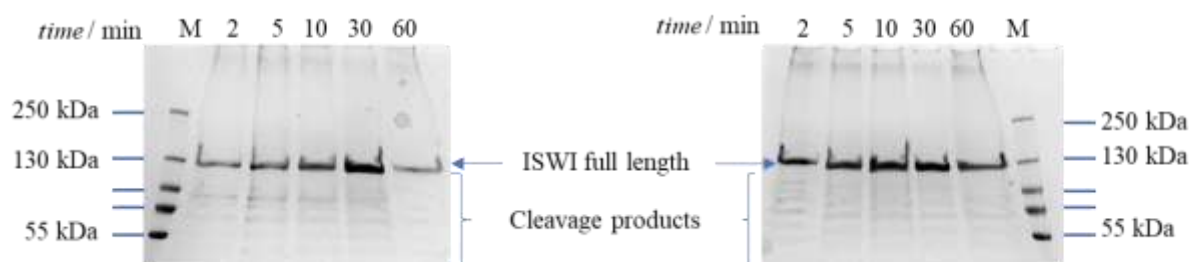 time / min M 2 5 10 30 60
time / min 2 5 10 30 60 M
250 kDa
130 kDa
55 kDa
ISWI full length
Cleavage products
250 kDa
130 kDa
55 kDa